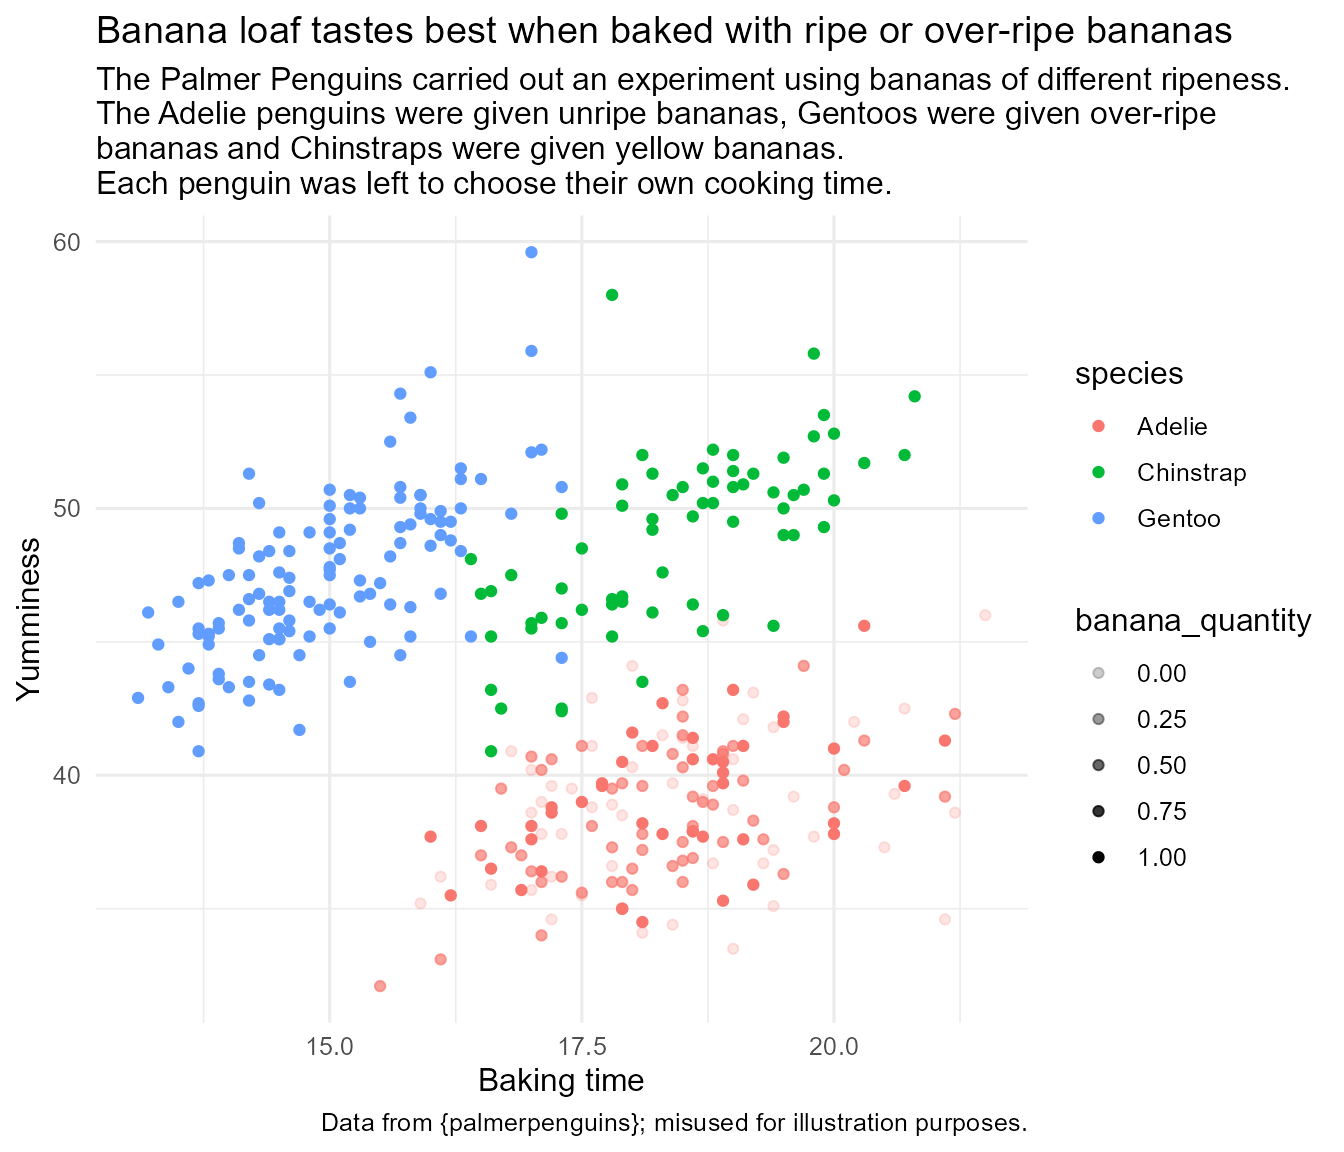 Banana loaf tastes best when baked with ripe or over-ripe bananas
The Palmer Penguins carried out an experiment using bananas of different ripeness.
The Adelie penguins were given unripe bananas, Gentoos were given over-ripe
bananas and Chinstraps were given yellow bananas.
Each penguin was left to choose their own cooking time.
60
50
40
Yumminess
15.0
17.5
20.0
Baking time
species
Adelie
Chinstrap
Gentoo
banana_quantity
0.00
0.25
0.50
0.75
1.00
Data from {palmerpenguins}; misused for illustration purposes.